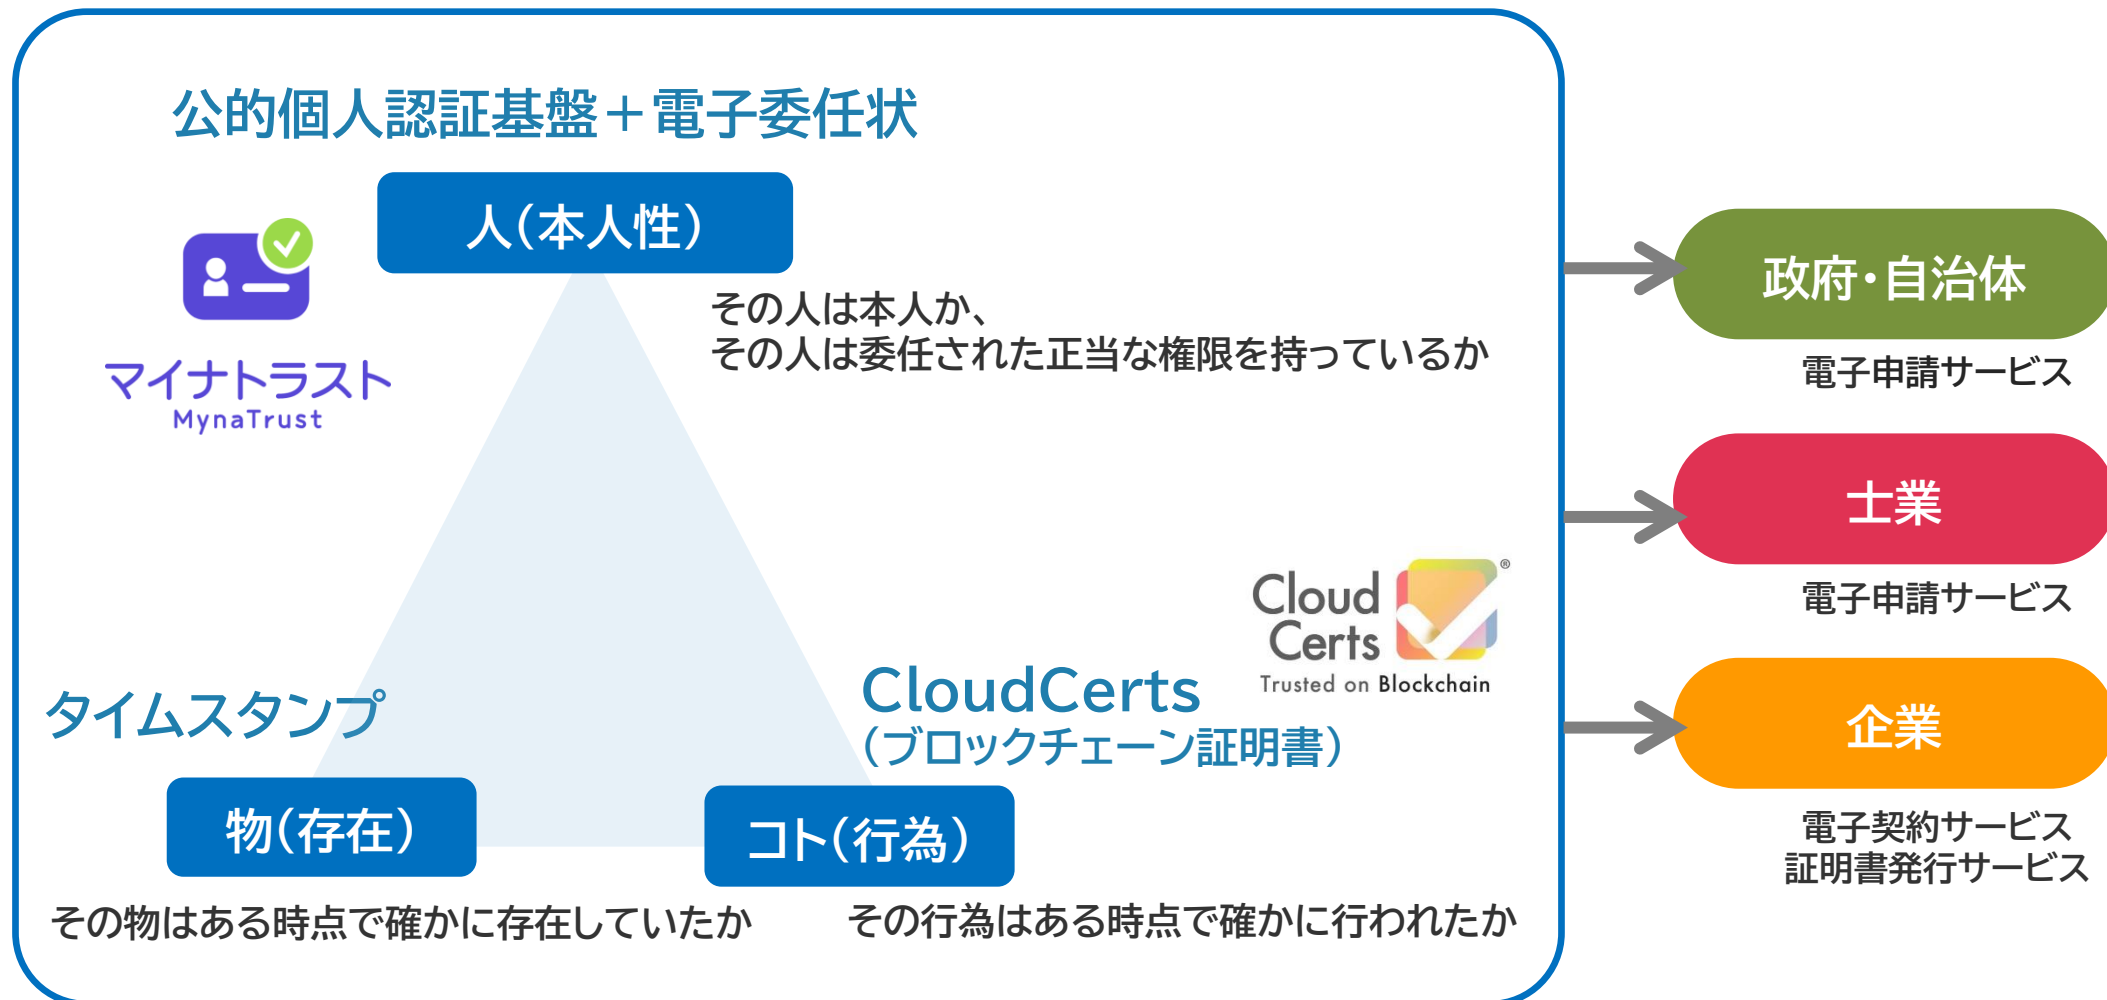 公的個人認証基盤＋電子委任状
人（本人性）
マイナトラスト
MynaTrust
その人は本人か、
その人は委任された正当な権限を持っているか
タイムスタンプ
物（存在）
その物はある時点で確かに存在していたか
Cloud
Certs
®
Trusted on Blockchain
CloudCerts
（ブロックチェーン証明書）
コト（行為）
その行為はある時点で確かに行われたか
政府・自治体
電子申請サービス
士業
電子申請サービス
企業
電子契約サービス
証明書発行サービス